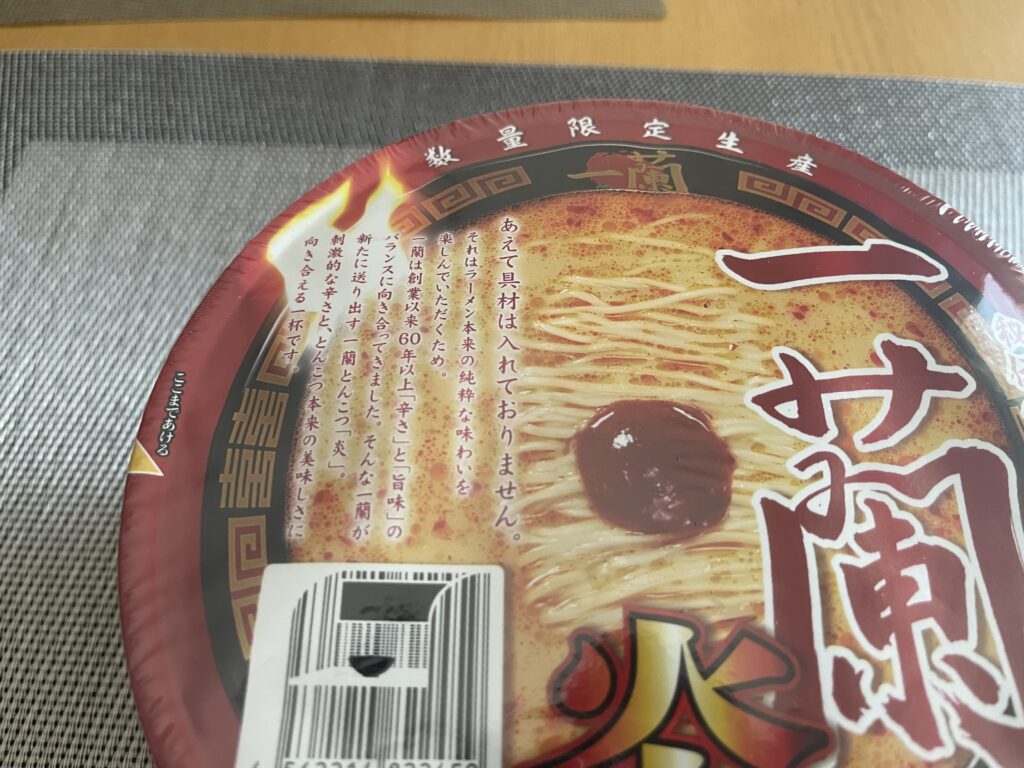 数量限定生産
一蘭
一蘭
炎
あえて具材は入れておりません。
それはラーメン本来の純粋な味わいを
楽しんでいただくため。
一蘭は創業以来60年以上「辛さ」と「旨味」の
バランスに向き合ってきました。そんな一蘭が
新たに送り出す 一蘭とんこつ「炎」。
刺激的な辛さと、とんこつ本来の美味しさに
向き合える一杯です。
ここまであける